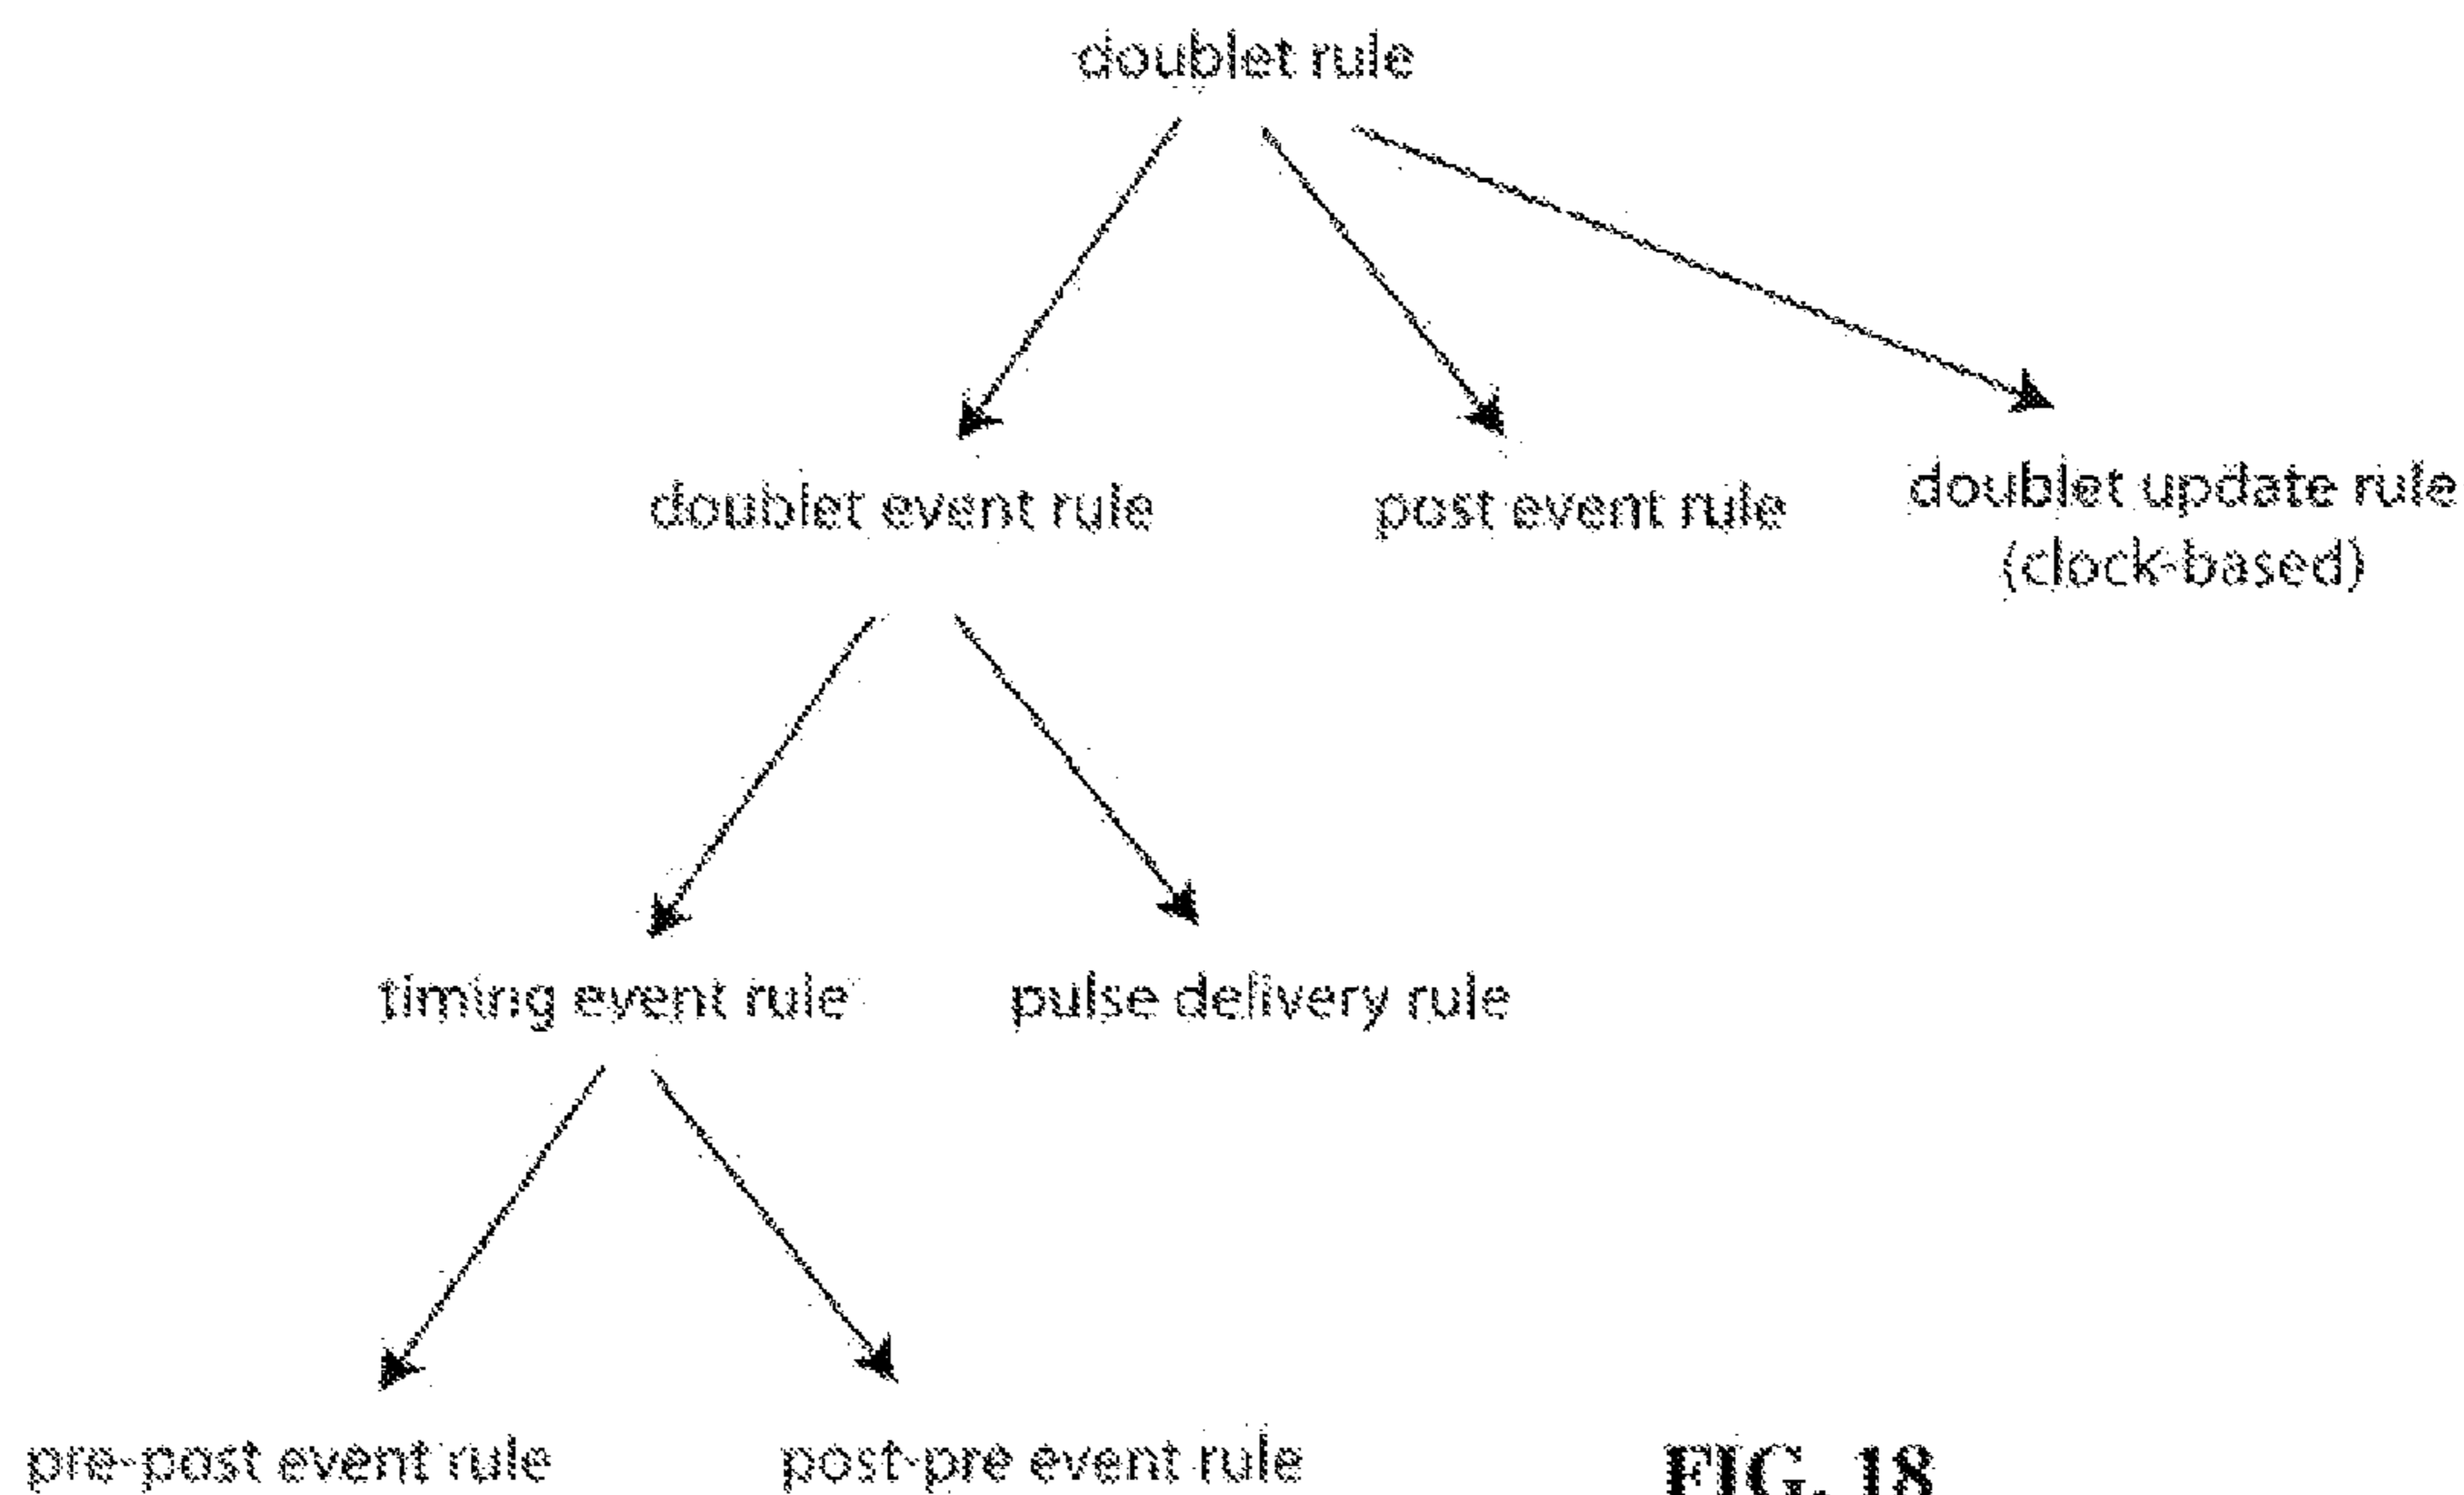 doublet rule
doublet event rule
post event rule
doublet update rule
(clock-based)
timing event rule
pulse delivery rule
pre-post event rule
post-pre event rule
FIG. 18